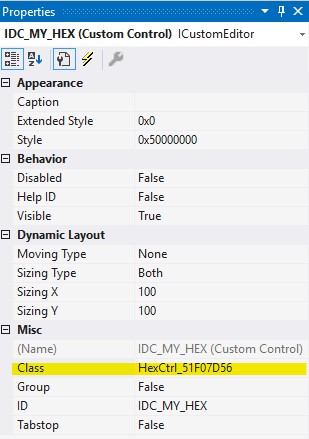 Properties
IDC_MY_HEX (Custom Control) ICustomEditor
Appearance
Caption
Extended Style 0x0
Style 0x50000000
Behavior
Disabled False
Help ID False
Visible True
Dynamic Layout
Moving Type None
Sizing Type Both
Sizing X 100
Sizing Y 100
Misc
(Name) IDC_MY_HEX (Custom Control)
Class HexCtrl_51F07D56
Group False
ID IDC_MY_HEX
Tabstop False